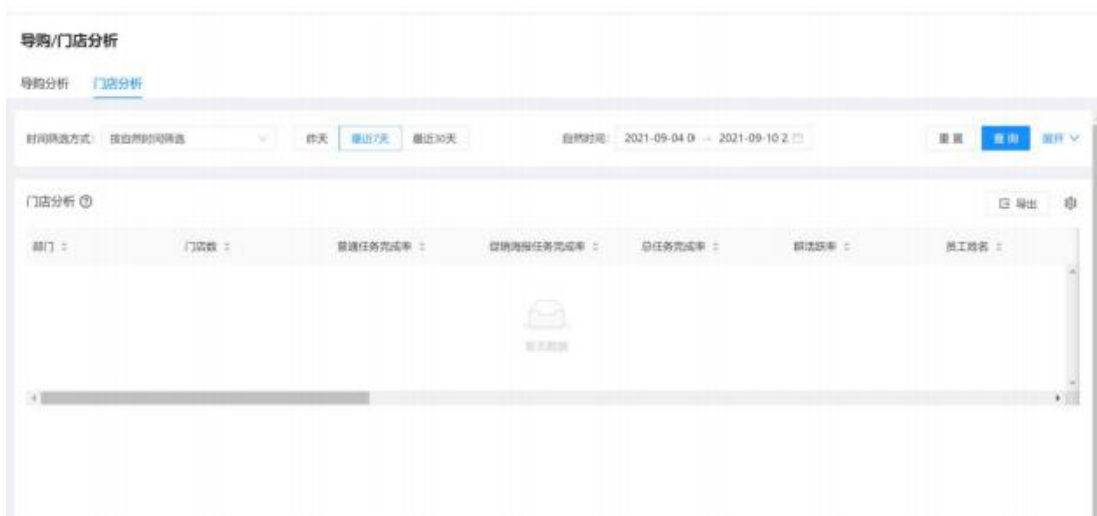 导购/门店分析
导购分析 门店分析
时间筛选方式: 按自然时间筛选 昨天 最近7天 最近30天 自然时间: 2021-09-04 0 → 2021-09-10 2 重置 查询 展开
门店分析 导出
部门 门店数 普通任务完成率 促销海报任务完成率 总任务完成率 群活跃率 员工姓名
暂无数据